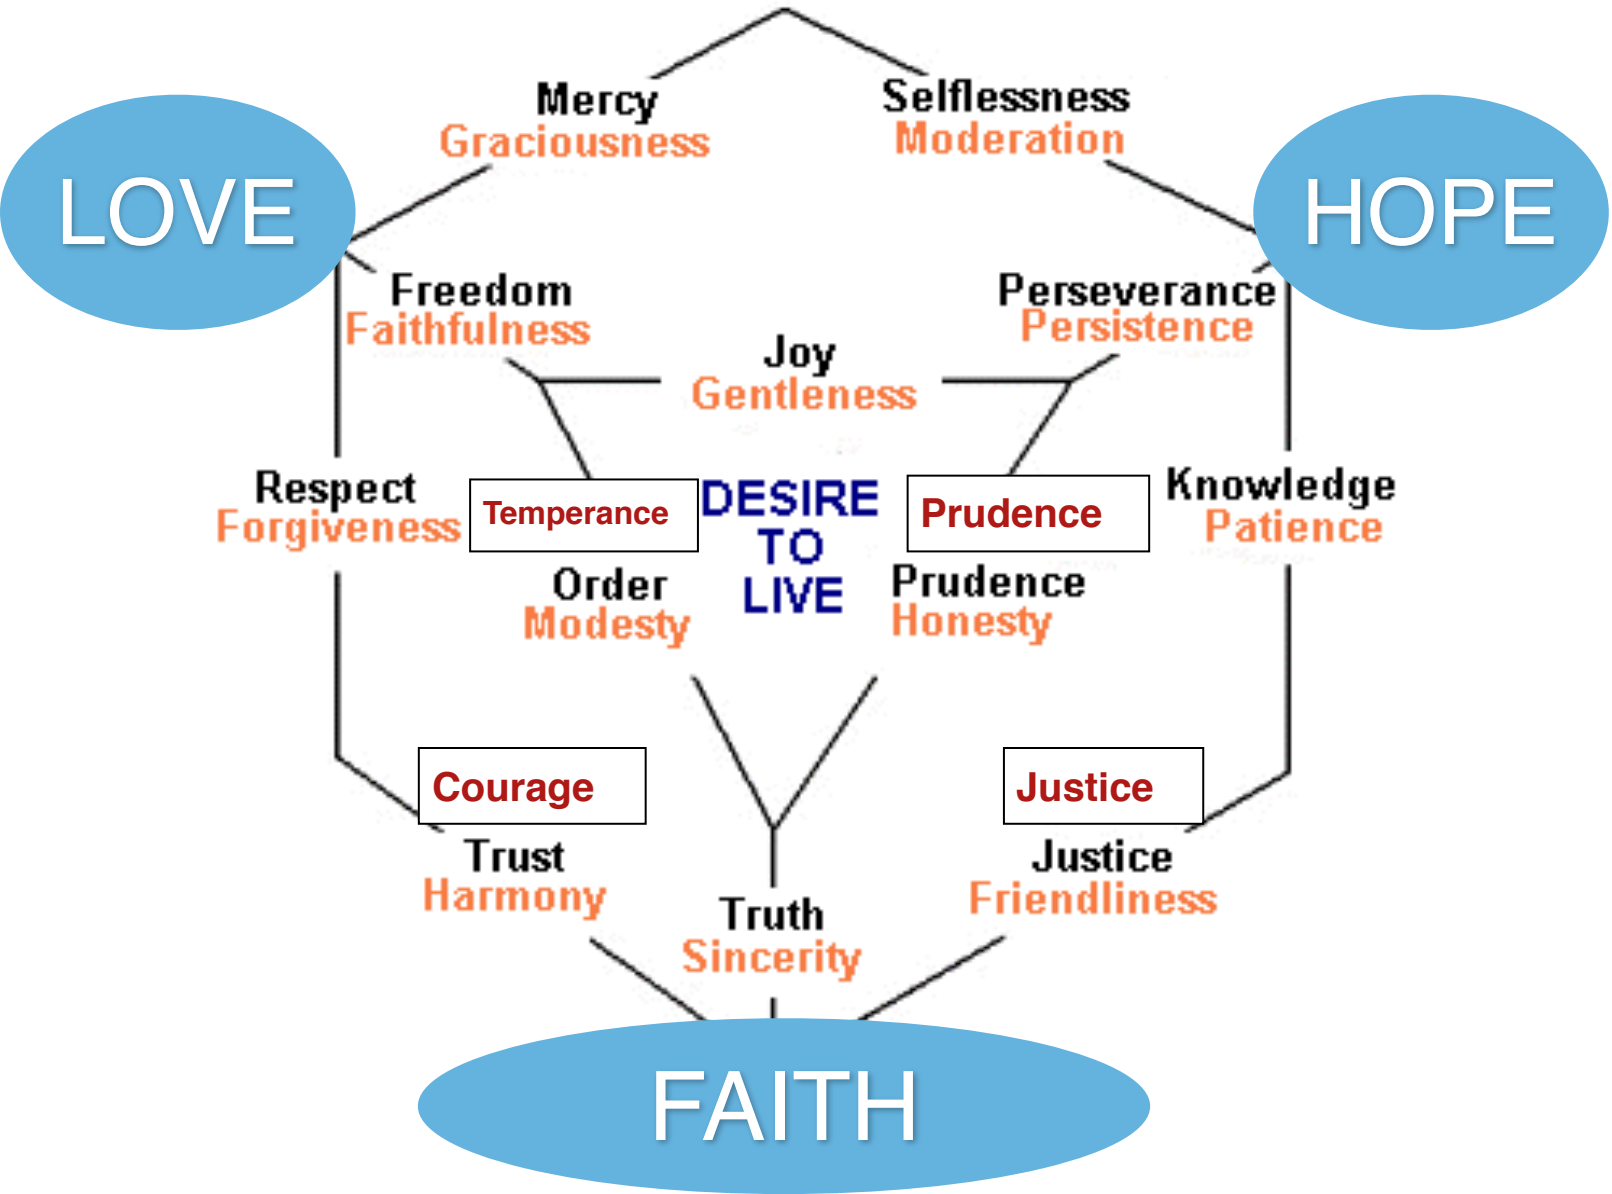 Mercy
Graciousness
Selflessness
Moderation
LOVE
HOPE
Freedom
Faithfulness
Perseverance
Persistence
Joy
Gentleness
Respect
Forgiveness
Temperance
DESIRE
TO
LIVE
Prudence
Knowledge
Patience
Order
Modesty
Prudence
Honesty
Courage
Justice
Trust
Harmony
Justice
Friendliness
Truth
Sincerity
FAITH